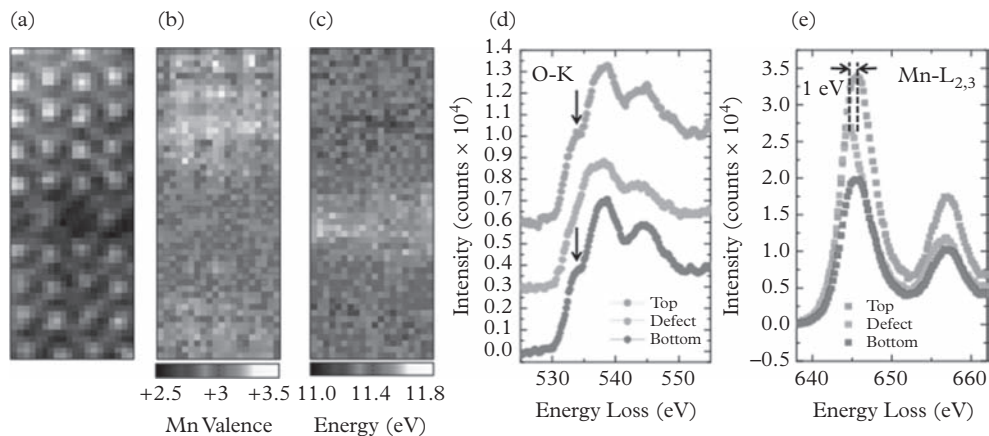 (a)
(b)
(c)
(d)
(e)
+2.5 +3 +3.5
Mn Valence
11.0 11.4 11.8
Energy (eV)
O-K
Intensity (counts × 10⁴)
1.4
1.3
1.2
1.1
1.0
0.9
0.8
0.7
0.6
0.5
0.4
0.3
0.2
0.1
0.0
Top
Defect
Bottom
530 540 550
Energy Loss (eV)
1 eV
Mn-L₂,₃
Intensity (counts × 10⁴)
3.5
3.0
2.5
2.0
1.5
1.0
0.5
0.0
−0.5
Top
Defect
Bottom
640 650 660
Energy Loss (eV)